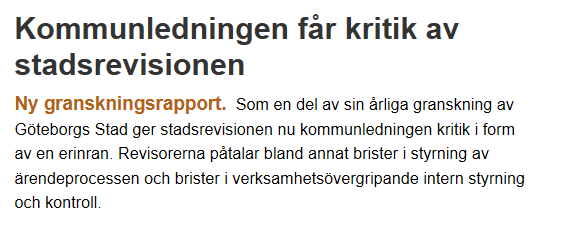 Kommunledningen får kritik av
stadsrevisionen
Ny granskningsrapport. Som en del av sin årliga granskning av
Göteborgs Stad ger stadsrevisionen nu kommunledningen kritik i form
av en erinran. Revisorerna påtalar bland annat brister i styrning av
ärendeprocessen och brister i verksamhetsövergripande intern styrning
och kontroll.